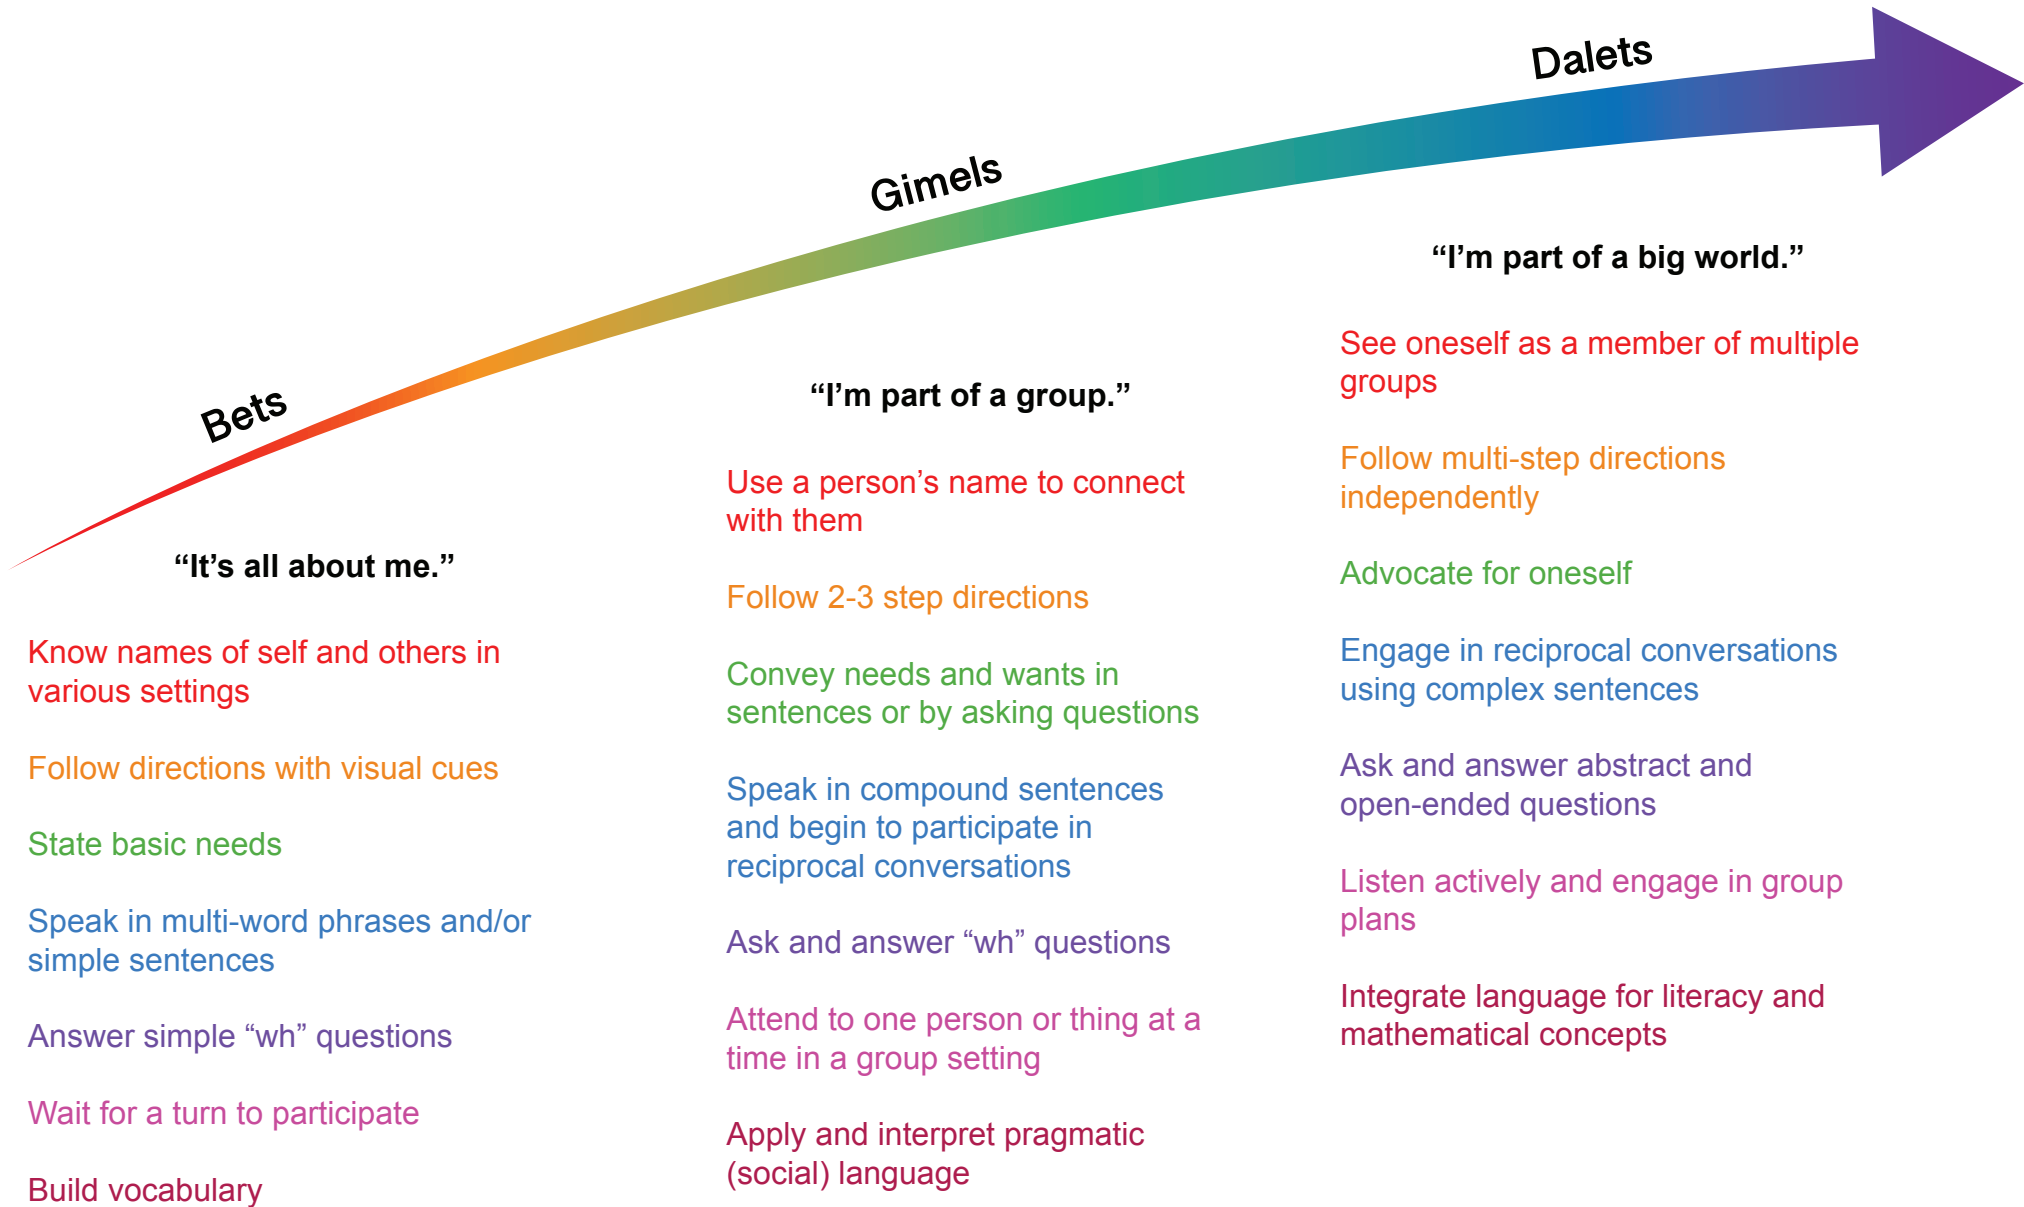 Bets
Gimels
Dalets
“It’s all about me.”
Know names of self and others in
various settings
Follow directions with visual cues
State basic needs
Speak in multi-word phrases and/or
simple sentences
Answer simple “wh” questions
Wait for a turn to participate
Build vocabulary
“I’m part of a group.”
Use a person’s name to connect
with them
Follow 2-3 step directions
Convey needs and wants in
sentences or by asking questions
Speak in compound sentences
and begin to participate in
reciprocal conversations
Ask and answer “wh” questions
Attend to one person or thing at a
time in a group setting
Apply and interpret pragmatic
(social) language
“I’m part of a big world.”
See oneself as a member of multiple
groups
Follow multi-step directions
independently
Advocate for oneself
Engage in reciprocal conversations
using complex sentences
Ask and answer abstract and
open-ended questions
Listen actively and engage in group
plans
Integrate language for literacy and
mathematical concepts